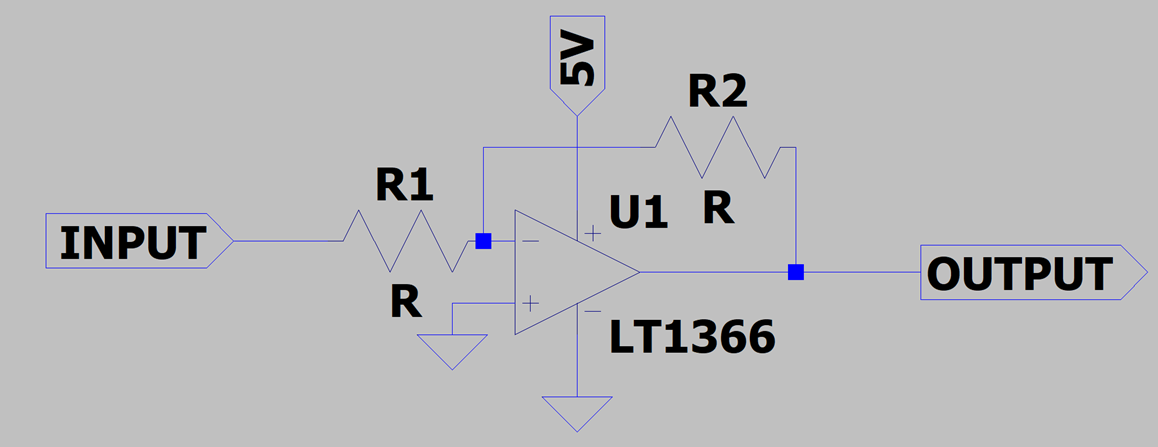 5V
R2
R1
U1
R
INPUT
OUTPUT
R
LT1366